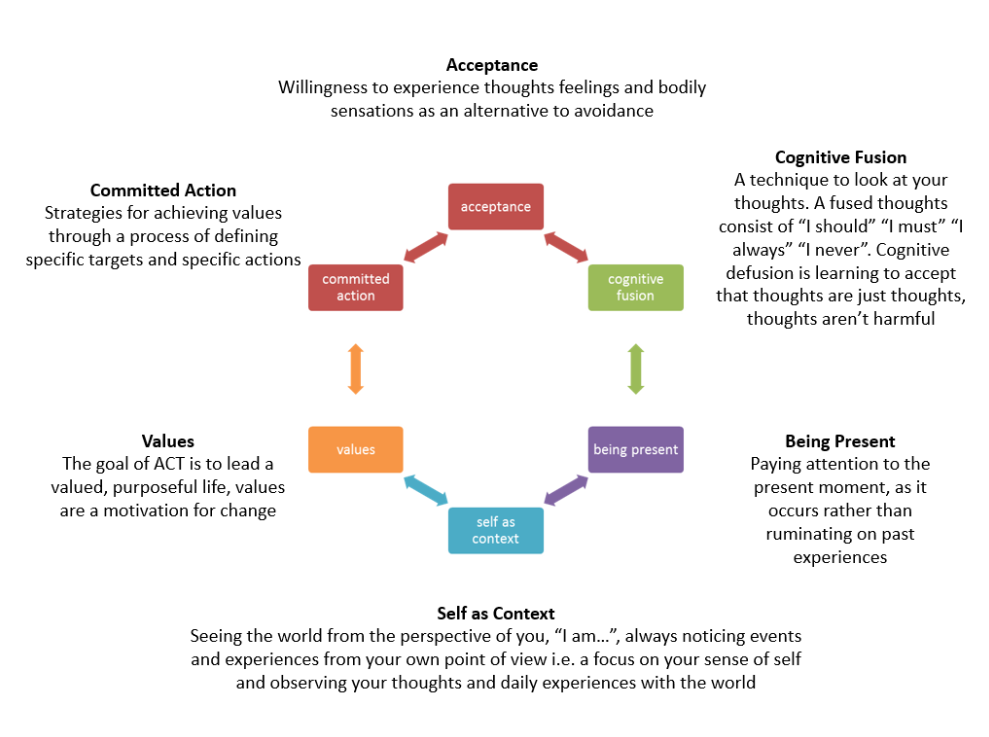 Acceptance
Willingness to experience thoughts feelings and bodily
sensations as an alternative to avoidance
Cognitive Fusion
A technique to look at your
thoughts. A fused thoughts
consist of “I should” “I must” “I
always” “I never”. Cognitive
defusion is learning to accept
that thoughts are just thoughts,
thoughts aren’t harmful
Committed Action
Strategies for achieving values
through a process of defining
specific targets and specific actions
acceptance
committed
action
cognitive
fusion
values
being present
self as
context
Values
The goal of ACT is to lead a
valued, purposeful life, values
are a motivation for change
Being Present
Paying attention to the
present moment, as it
occurs rather than
ruminating on past
experiences
Self as Context
Seeing the world from the perspective of you, “I am…”, always noticing events
and experiences from your own point of view i.e. a focus on your sense of self
and observing your thoughts and daily experiences with the world